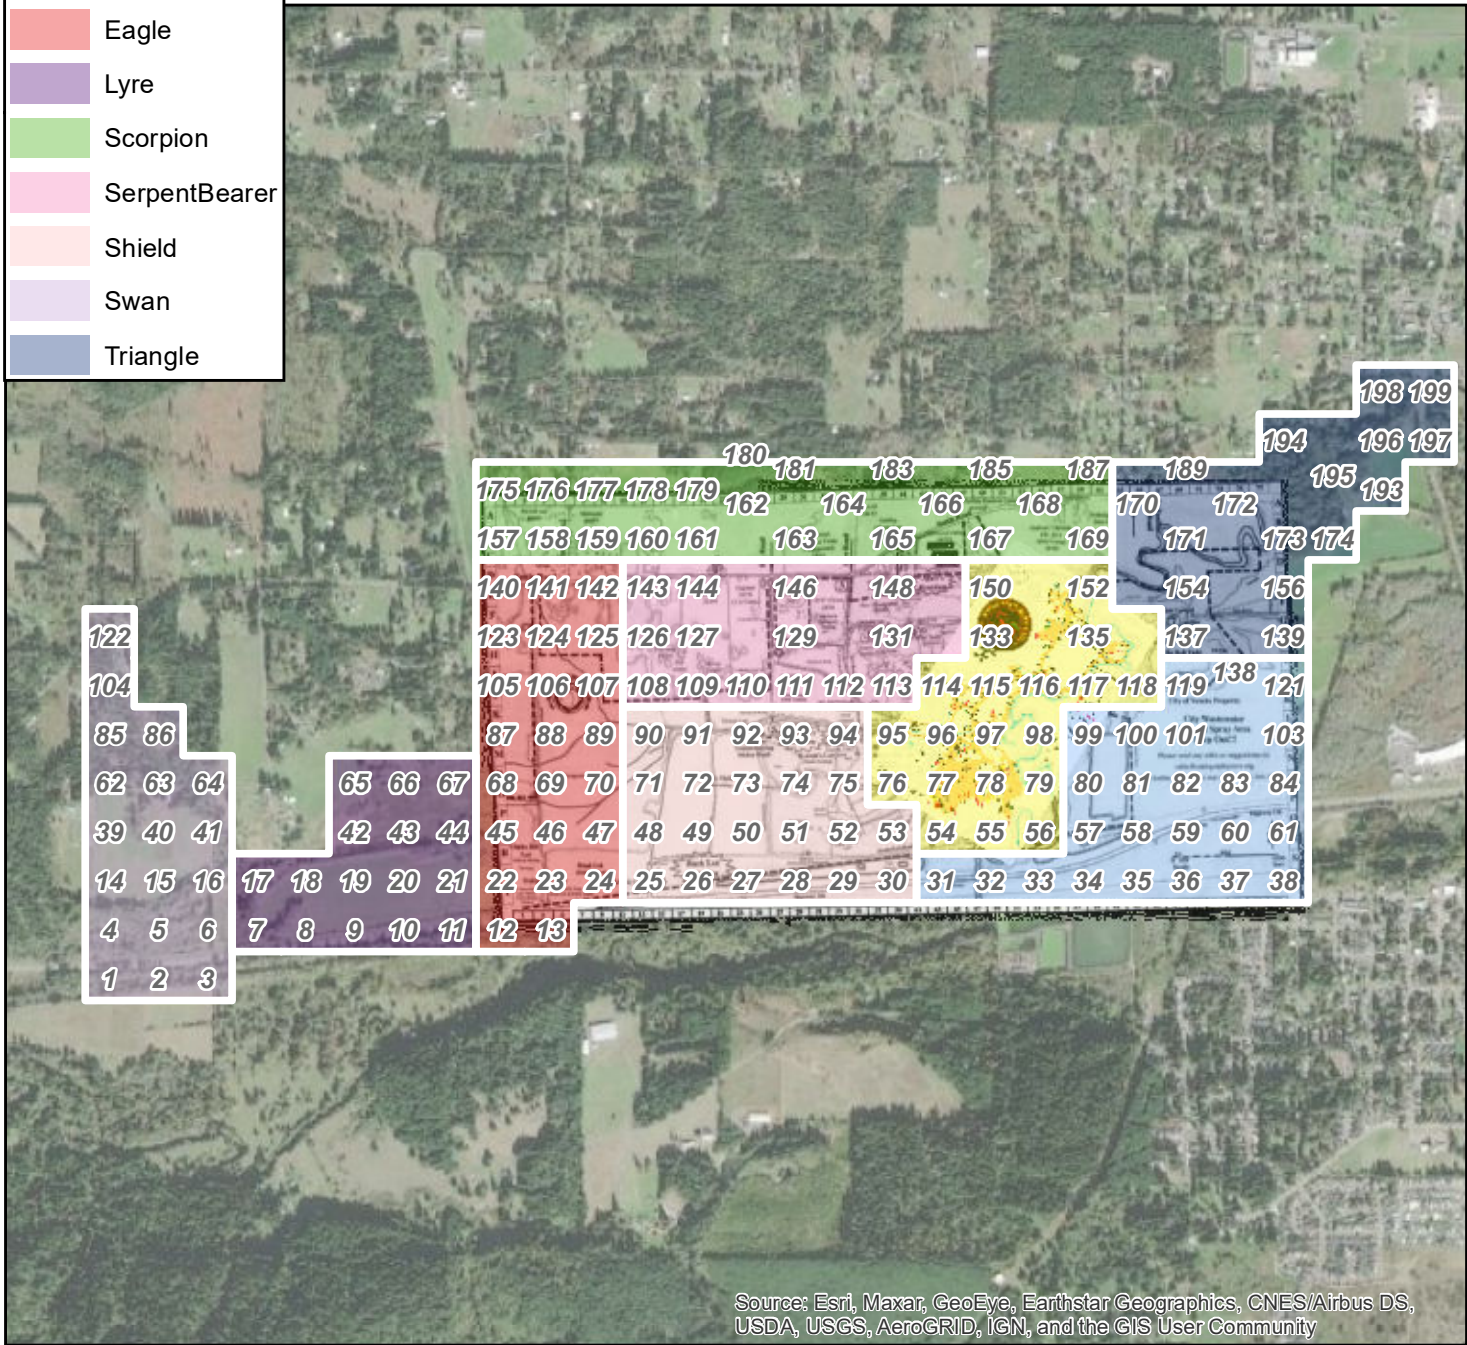 Eagle
Lyre
Scorpion
SerpentBearer
Shield
Swan
Triangle
198 199
194 196 197
180 181 183 185 187 189 195
175 176 177 178 179 162 164 166 168 170 172 193
157 158 159 160 161 163 165 167 169 171 173 174
140 141 142 143 144 146 148 150 152 154 156
122 123 124 125 126 127 129 131 133 135 137 139
104 105 106 107 108 109 110 111 112 113 114 115 116 117 118 119 138 121
85 86 87 88 89 90 91 92 93 94 95 96 97 98 99 100 101 103
62 63 64 65 66 67 68 69 70 71 72 73 74 75 76 77 78 79 80 81 82 83 84
39 40 41 42 43 44 45 46 47 48 49 50 51 52 53 54 55 56 57 58 59 60 61
14 15 16 17 18 19 20 21 22 23 24 25 26 27 28 29 30 31 32 33 34 35 36 37 38
4 5 6 7 8 9 10 11 12 13
1 2 3
Source: Esri, Maxar, GeoEye, Earthstar Geographics, CNES/Airbus DS,
USDA, USGS, AeroGRID, IGN, and the GIS User Community